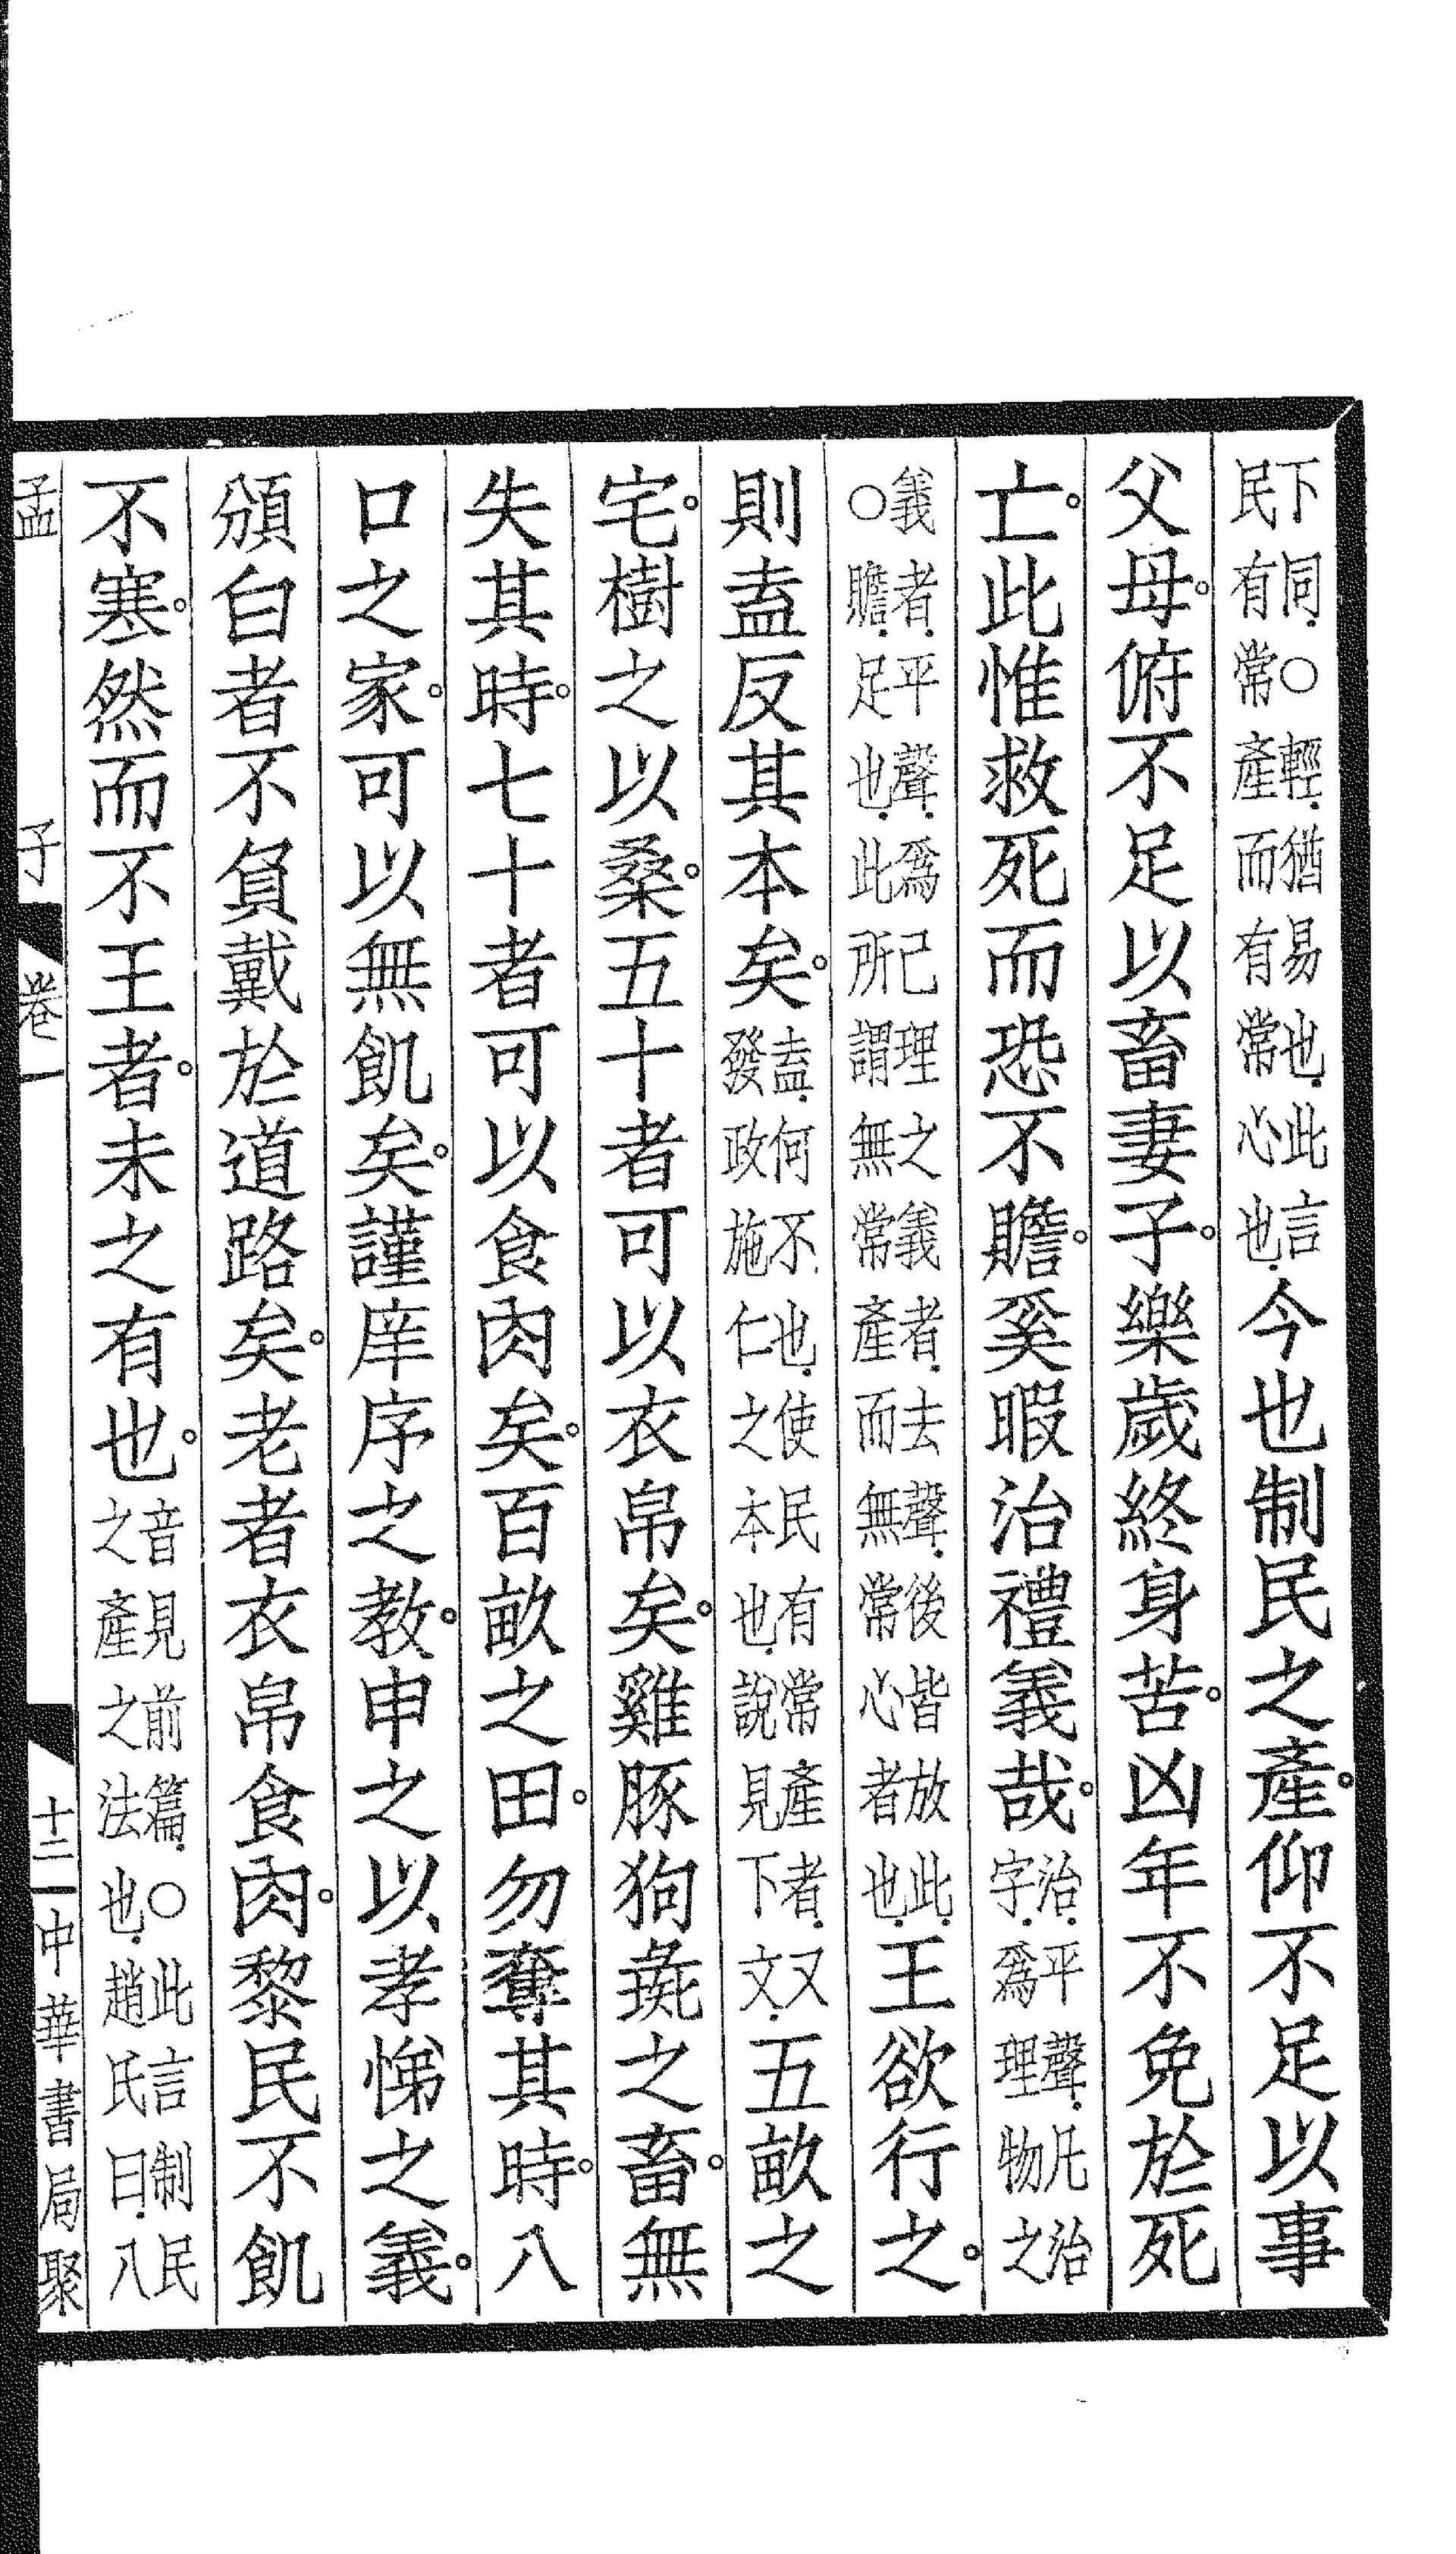 下同.○輕.猶易也.此言民有常產而有常心也.今也制民之產。仰不足以事
父母。俯不足以畜妻子。樂歲終身苦。凶年不免於死
亡。此惟救死而恐不贍。奚暇治禮義哉。治.平聲.凡治字.爲理物之
義者.平聲.爲己理之義者.去聲.後皆放此.○贍.足也.此所謂無常產而無常心者也.王欲行之。
則盍反其本矣。盍.何不也.使民有常產者.又發政施仁之本也.說見下文.五畝之
宅。樹之以桑。五十者可以衣帛矣。雞豚狗彘之畜。無
失其時。七十者可以食肉矣。百畝之田。勿奪其時。八
口之家。可以無飢矣。謹庠序之教。申之以孝悌之義。
頒白者不負戴於道路矣。老者衣帛食肉。黎民不飢
不寒。然而不王者。未之有也。音見前篇.○此言制民之產之法也.趙氏曰.八
孟子 卷一 十二 中華書局聚